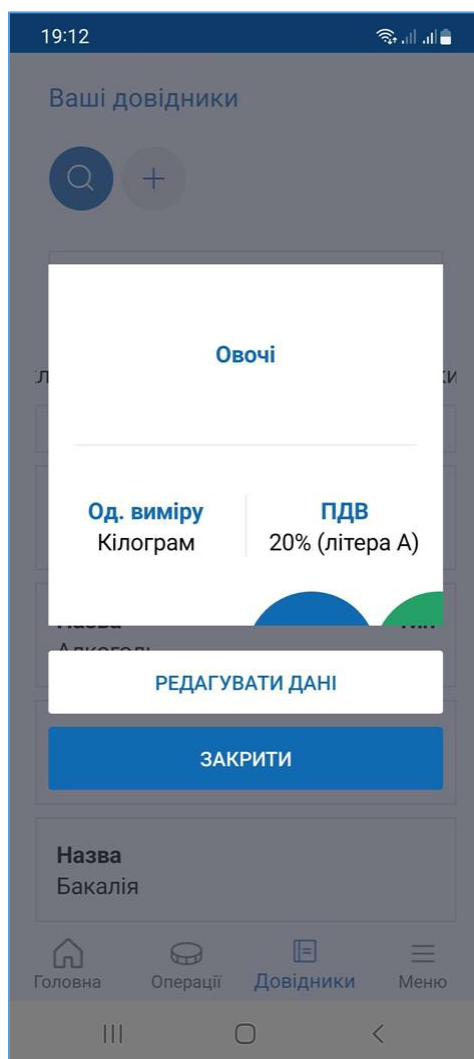 19:12
Ваші довідники
Овочі
Од. виміру
ПДВ
Кілограм
20% (літера А)
РЕДАГУВАТИ ДАНІ
ЗАКРИТИ
Назва
Бакалія
Головна
Операції
Довідники
Меню